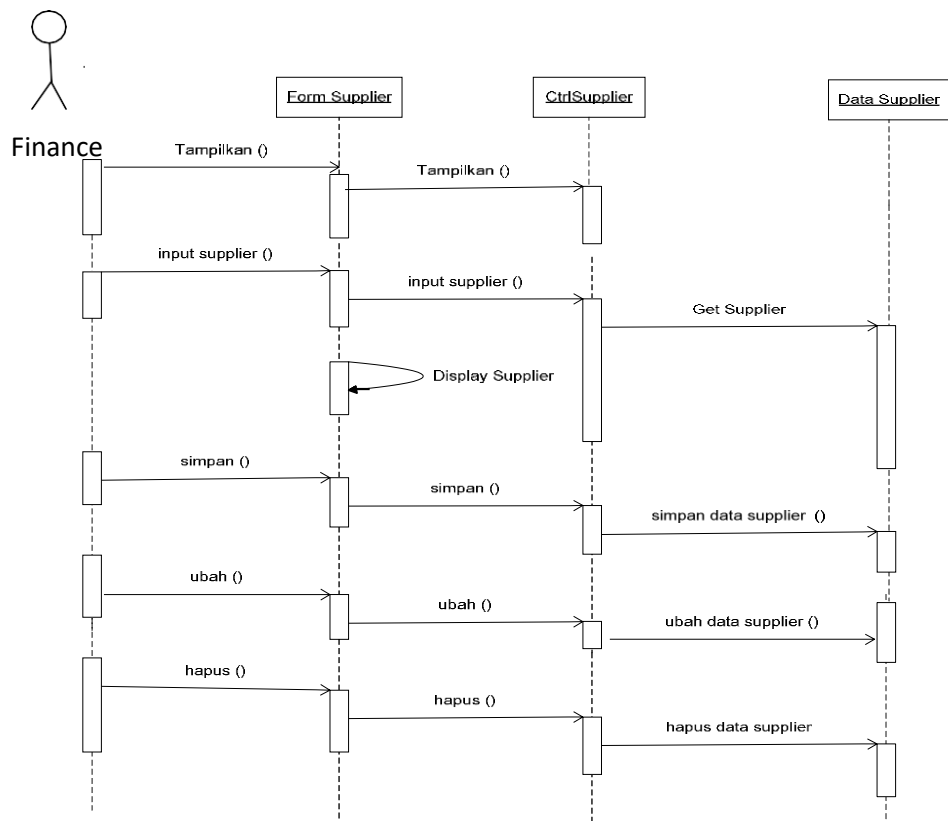 Form Supplier
CtrlSupplier
Data Supplier
Finance
Tampilkan ()
Tampilkan ()
input supplier ()
input supplier ()
Get Supplier
Display Supplier
simpan ()
simpan ()
simpan data supplier ()
ubah ()
ubah ()
ubah data supplier ()
hapus ()
hapus ()
hapus data supplier